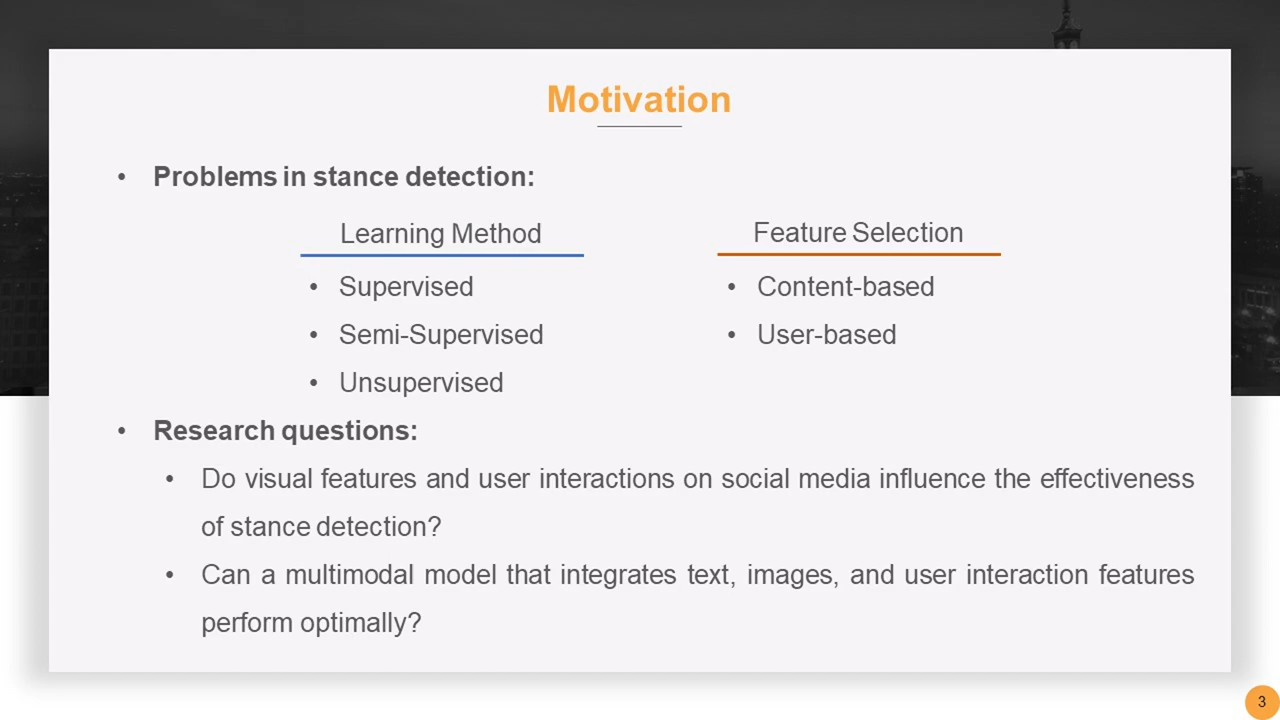 Motivation
• Problems in stance detection:
Learning Method
• Supervised
• Semi-Supervised
• Unsupervised
Feature Selection
• Content-based
• User-based
• Research questions:
• Do visual features and user interactions on social media influence the effectiveness
of stance detection?
• Can a multimodal model that integrates text, images, and user interaction features
perform optimally?
3